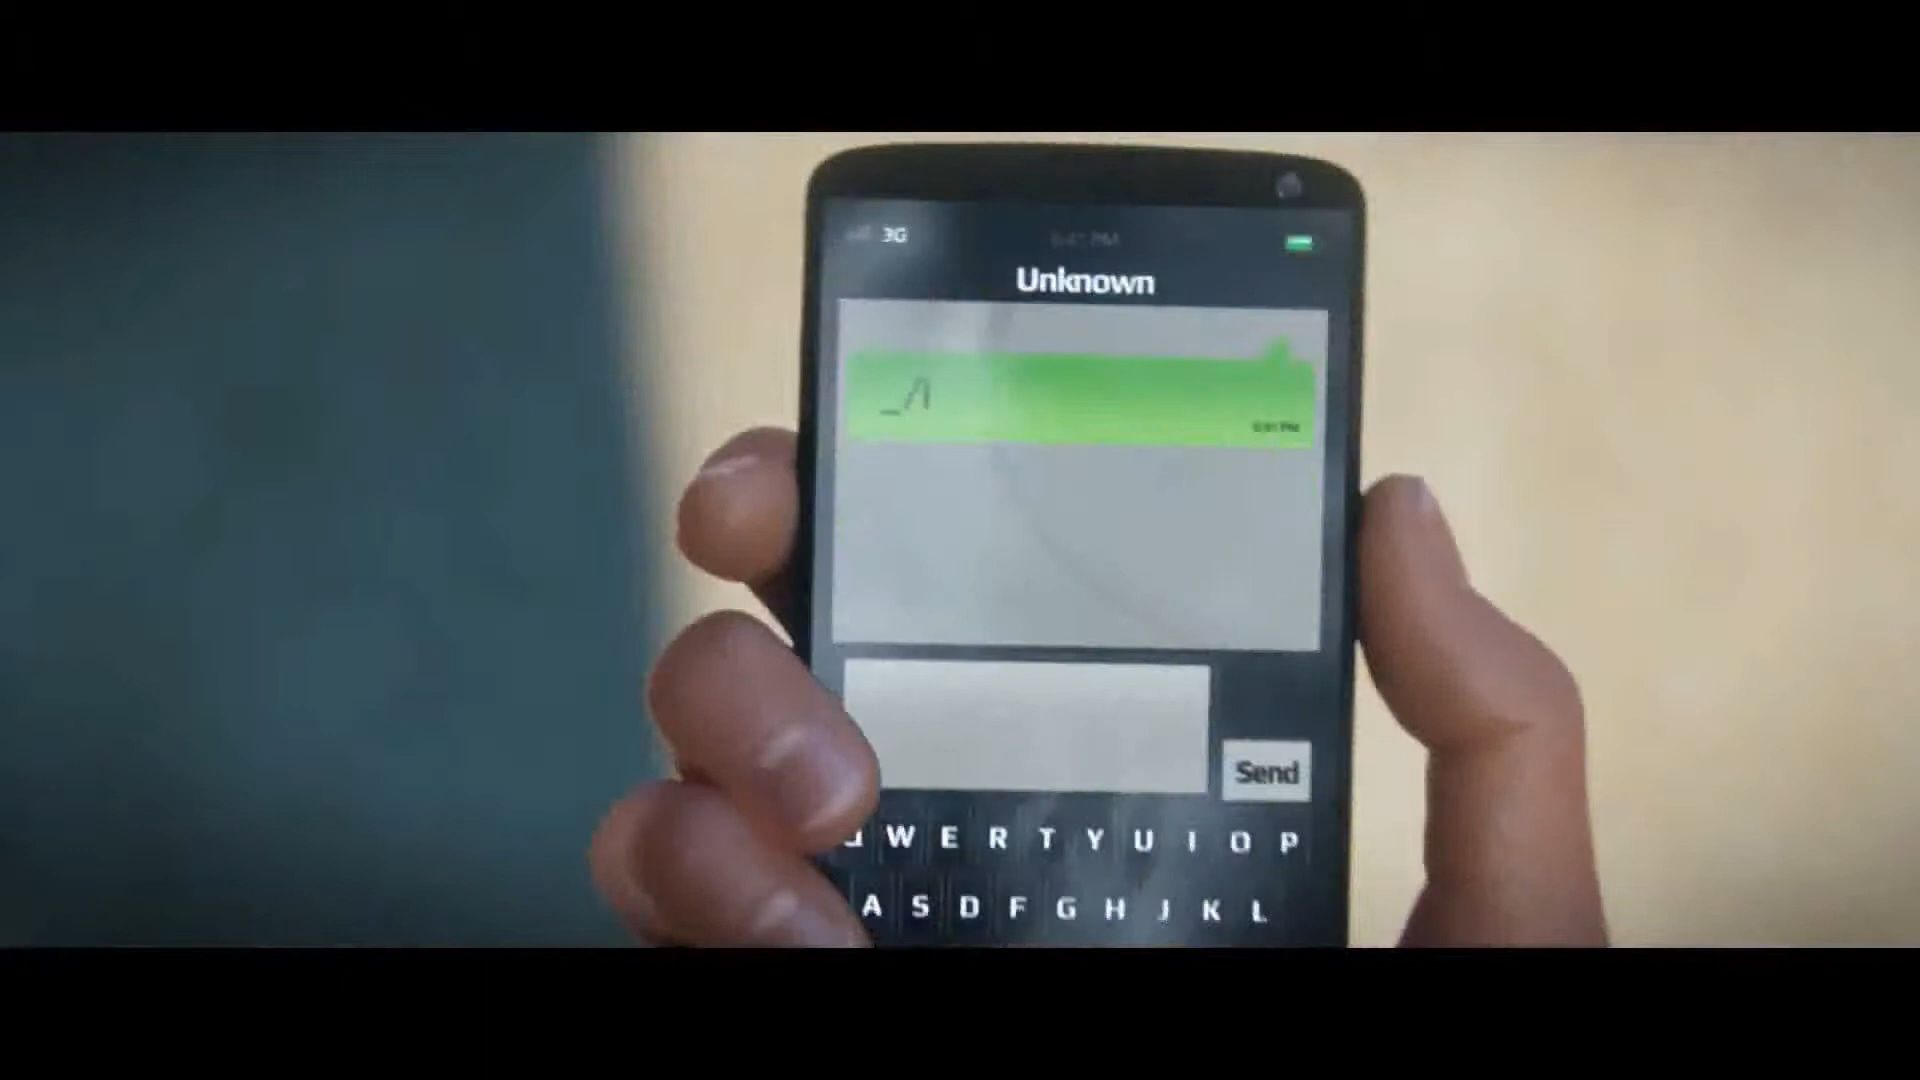 3G
Unknown
_/\
Send
W E R T Y U I O P
A S D F G H J K L